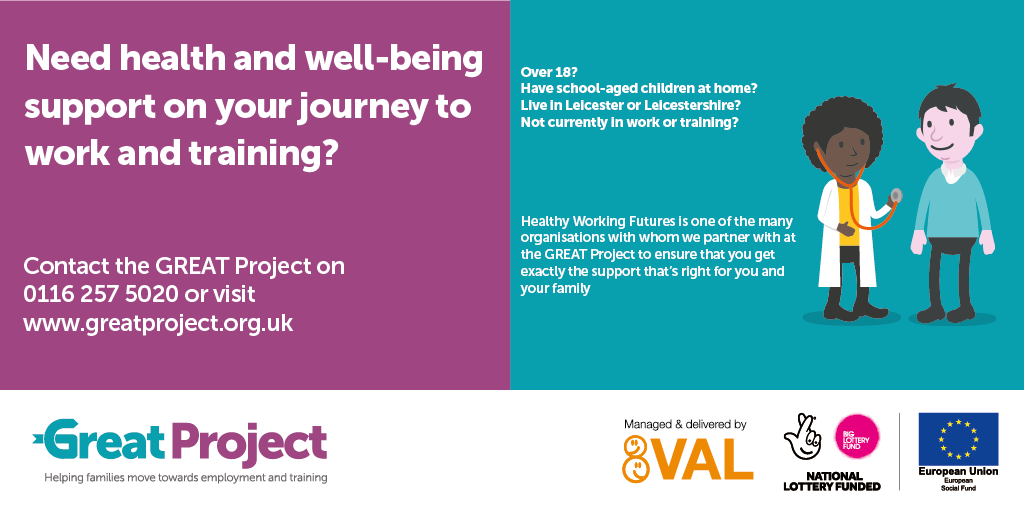 Need health and well-being
support on your journey to
work and training?
Contact the GREAT Project on
0116 257 5020 or visit
www.greatproject.org.uk
Over 18?
Have school-aged children at home?
Live in Leicester or Leicestershire?
Not currently in work or training?
Healthy Working Futures is one of the many
organisations with whom we partner with at
the GREAT Project to ensure that you get
exactly the support that's right for you and
your family
Great Project
Helping families move towards employment and training
Managed & delivered by
VAL
BIG
LOTTERY
FUND
NATIONAL
LOTTERY FUNDED
European Union
European
Social Fund